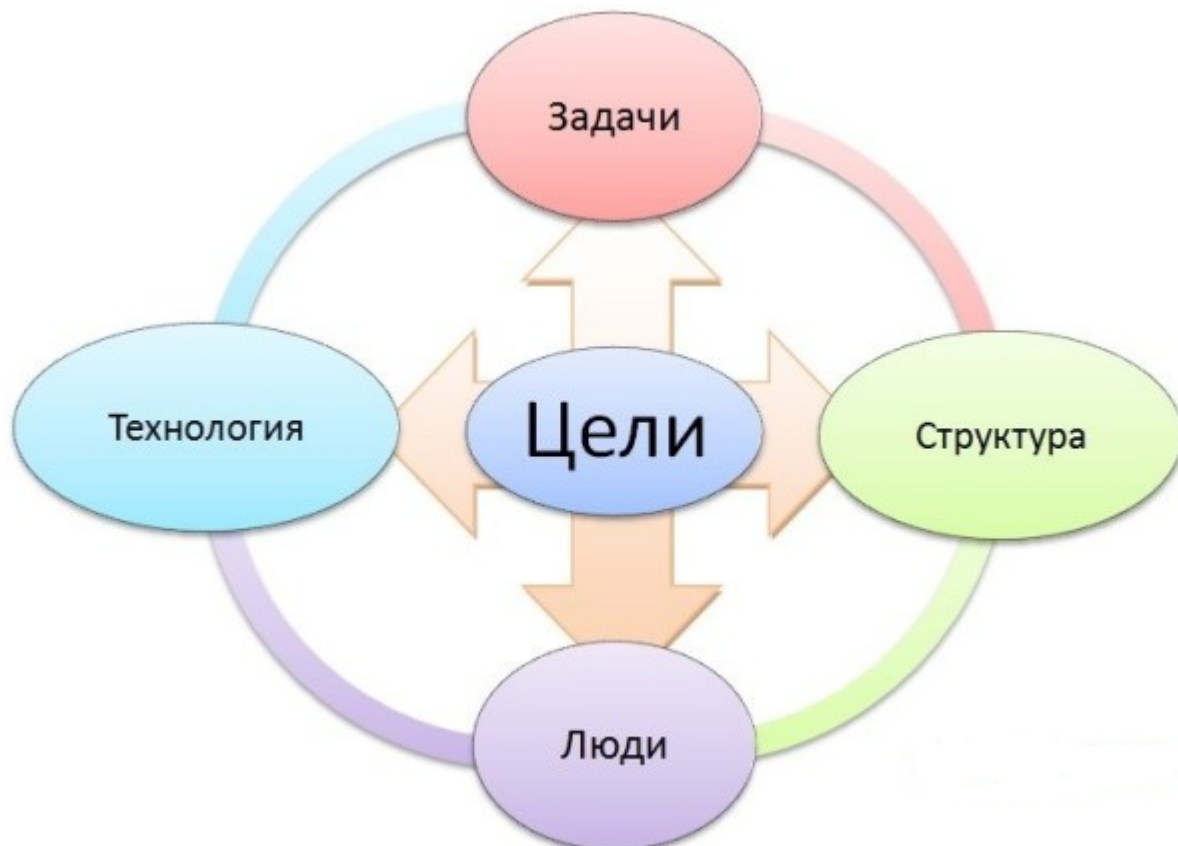 Задачи
Технология
Цели
Структура
Люди